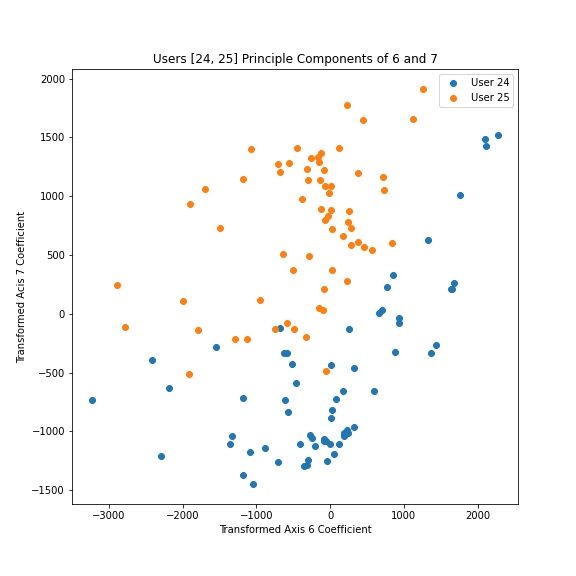 Users [24, 25] Principle Components of 6 and 7
User 24
User 25
Transformed Acis 7 Coefficient
2000
1500
1000
500
0
−500
−1000
−1500
−3000 −2000 −1000 0 1000 2000
Transformed Axis 6 Coefficient